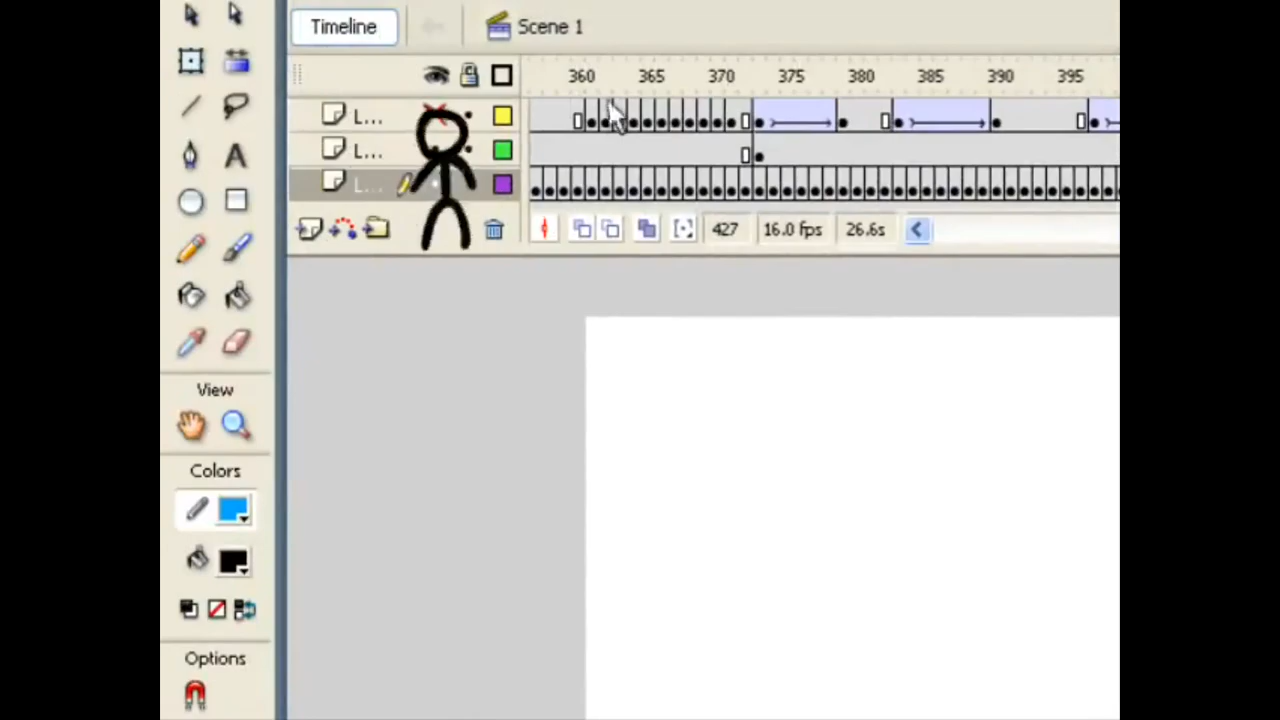 Timeline
Scene 1
360 365 370 375 380 385 390 395
L...
L...
L...
427 16.0 fps 26.6s
View
Colors
Options